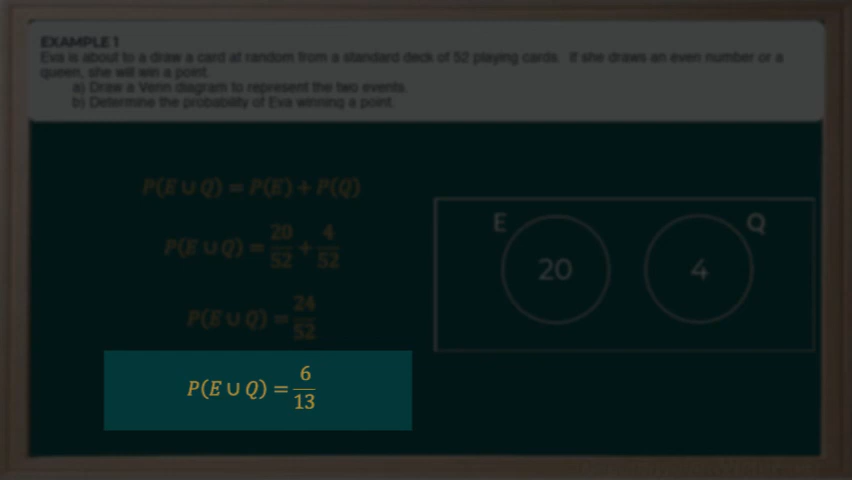 EXAMPLE 1
Eva is about to a draw a card at random from a standard deck of 52 playing cards. If she draws an even number or a
queen, she will win a point.
a) Draw a Venn diagram to represent the two events.
b) Determine the probability of Eva winning a point.
P(E ∪ Q) = P(E) + P(Q)
P(E ∪ Q) = 20/52 + 4/52
P(E ∪ Q) = 24/52
P(E ∪ Q) = 6/13
E Q
20 4